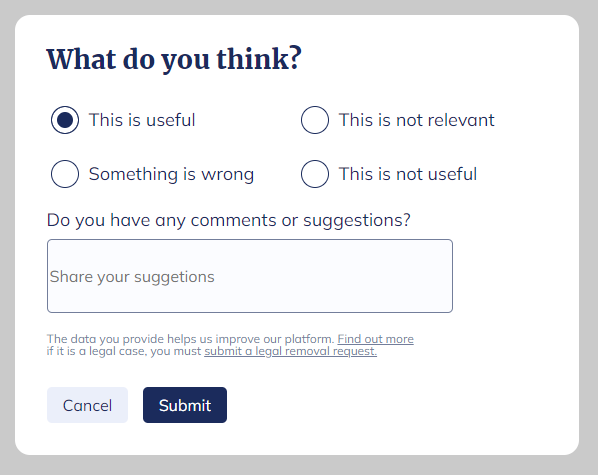 What do you think?
This is useful
This is not relevant
Something is wrong
This is not useful
Do you have any comments or suggestions?
Share your suggetions
The data you provide helps us improve our platform. Find out more
if it is a legal case, you must submit a legal removal request.
Cancel
Submit